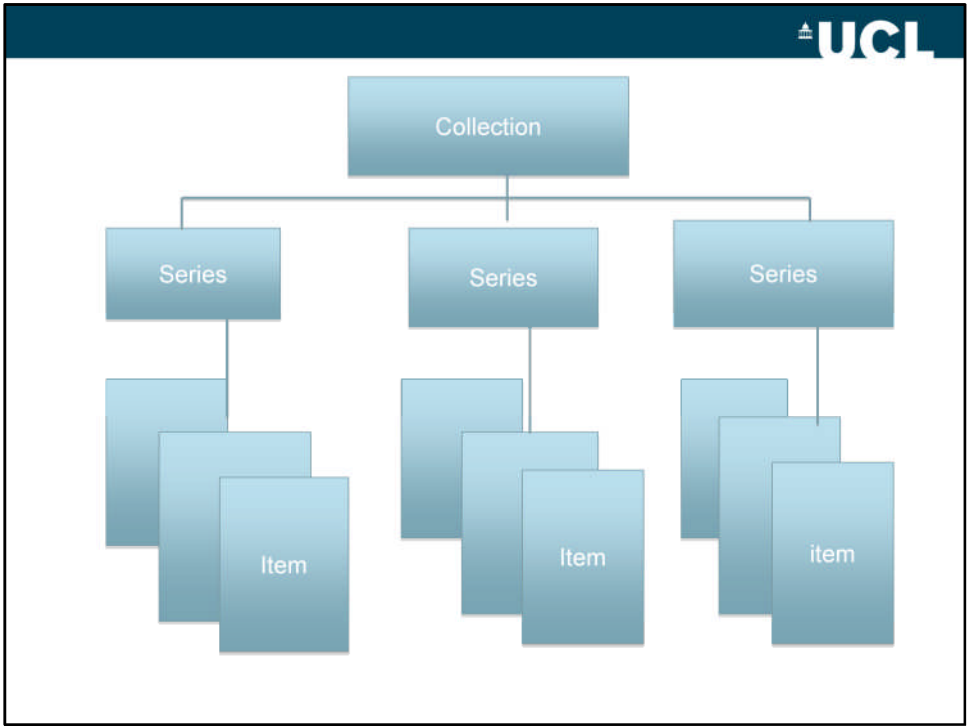 UCL
Collection
Series
Series
Series
Item
Item
item